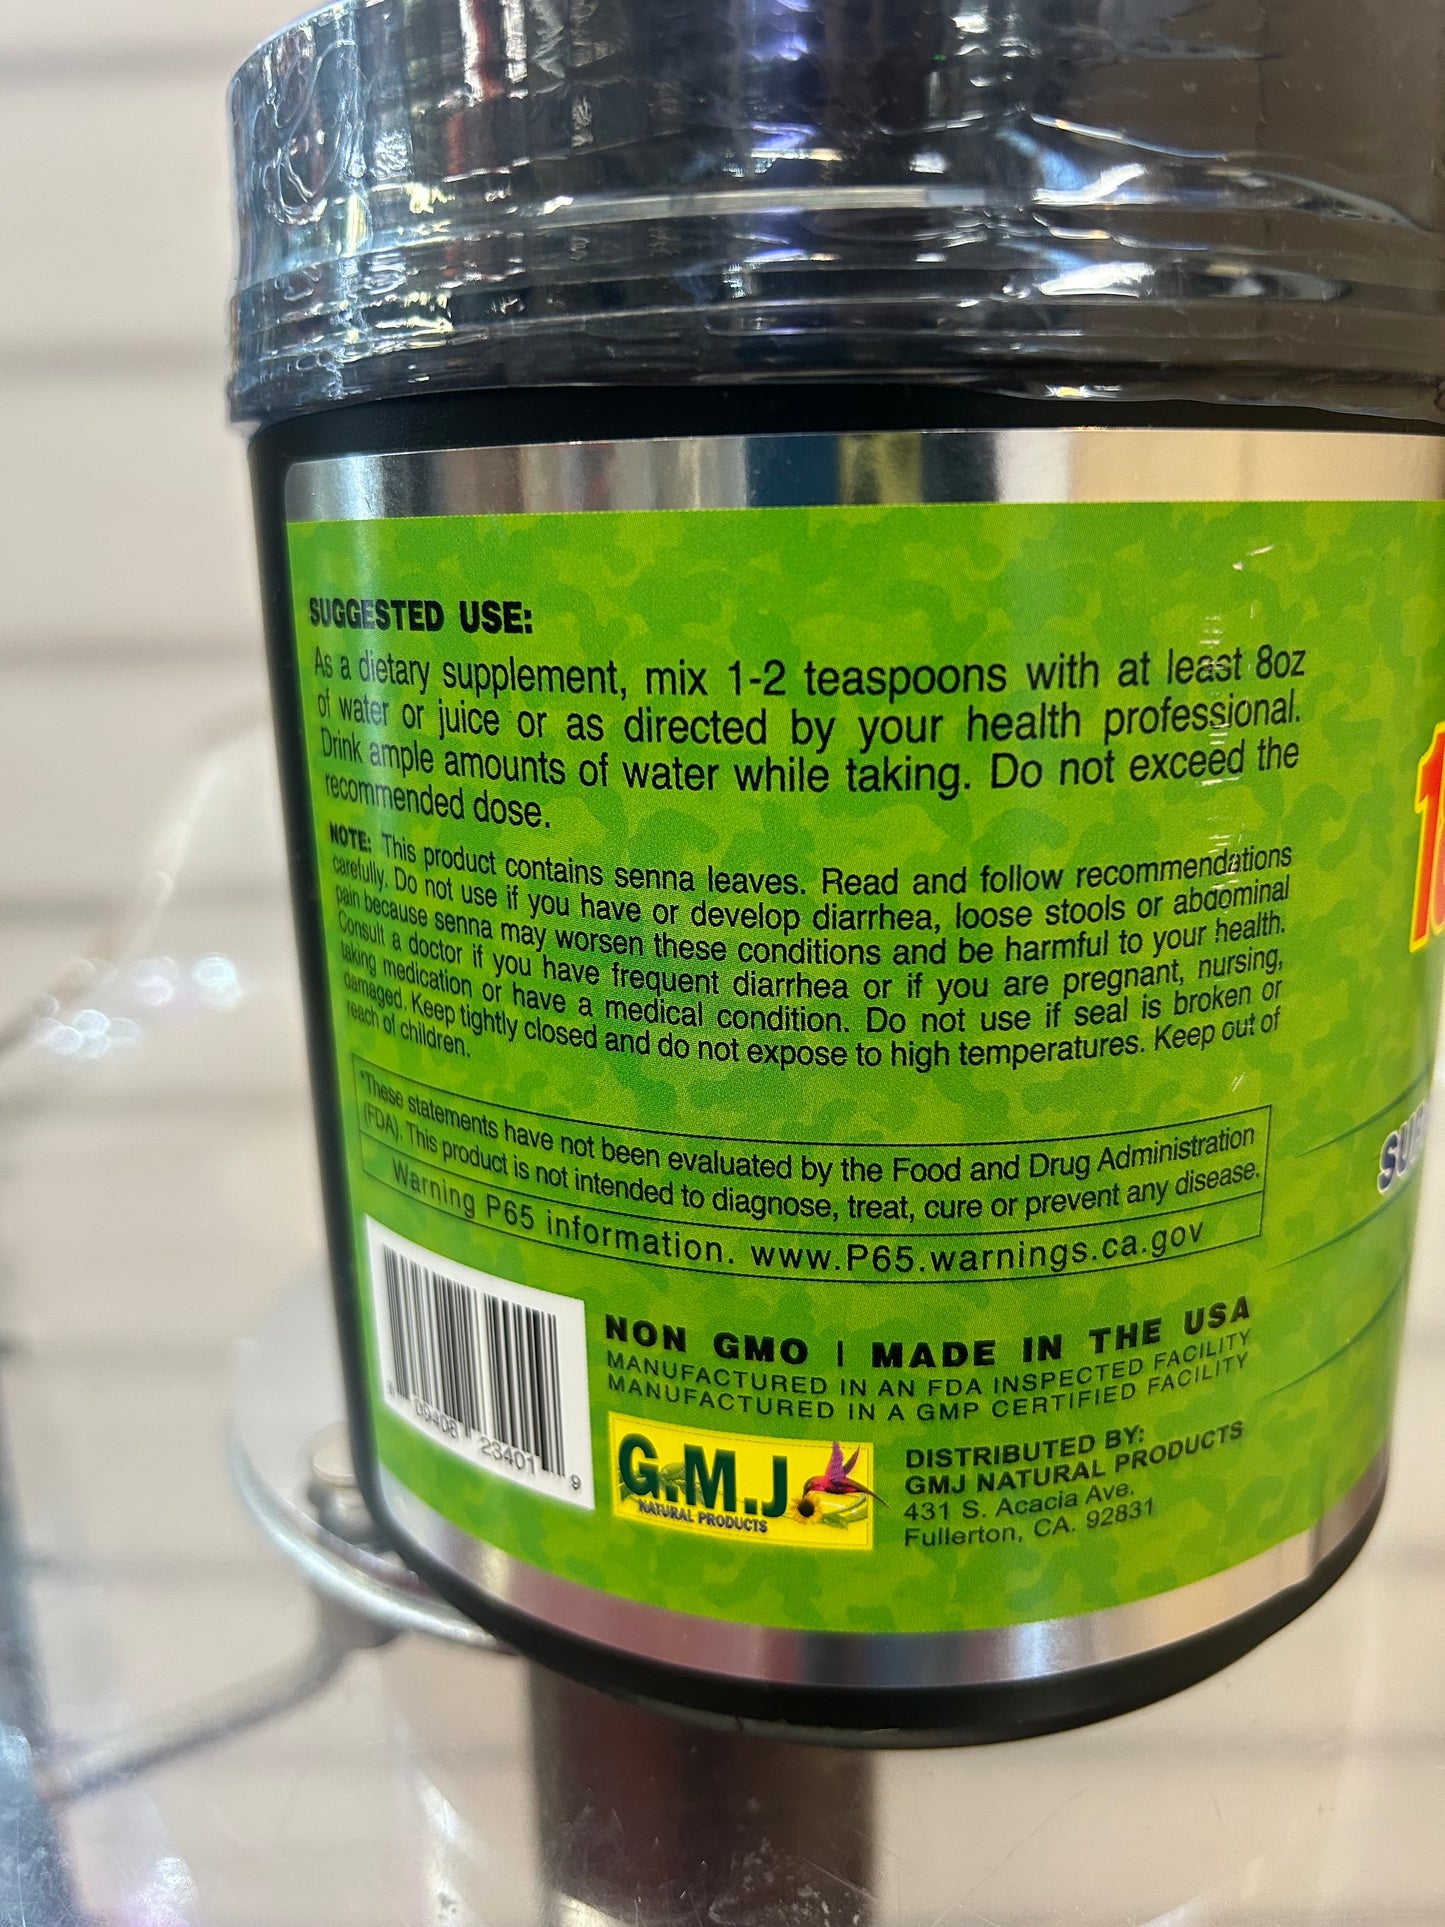 SUGGESTED USE:
As a dietary supplement, mix 1-2 teaspoons with at least 8oz
of water or juice or as directed by your health professional.
Drink ample amounts of water while taking. Do not exceed the
recommended dose.
NOTE: This product contains senna leaves. Read and follow recommendations
carefully. Do not use if you have or develop diarrhea, loose stools or abdominal
pain because senna may worsen these conditions and be harmful to your health.
Consult a doctor if you have frequent diarrhea or if you are pregnant, nursing,
taking medication or have a medical condition. Do not use if seal is broken or
damaged. Keep tightly closed and do not expose to high temperatures. Keep out of
reach of children.
*These statements have not been evaluated by the Food and Drug Administration
(FDA). This product is not intended to diagnose, treat, cure or prevent any disease.
Warning P65 information. www.P65.warnings.ca.gov
NON GMO | MADE IN THE USA
MANUFACTURED IN AN FDA INSPECTED FACILITY
MANUFACTURED IN A GMP CERTIFIED FACILITY
09408 23401 9
G.M.J
NATURAL PRODUCTS
DISTRIBUTED BY:
GMJ NATURAL PRODUCTS
431 S. Acacia Ave.
Fullerton, CA. 92831